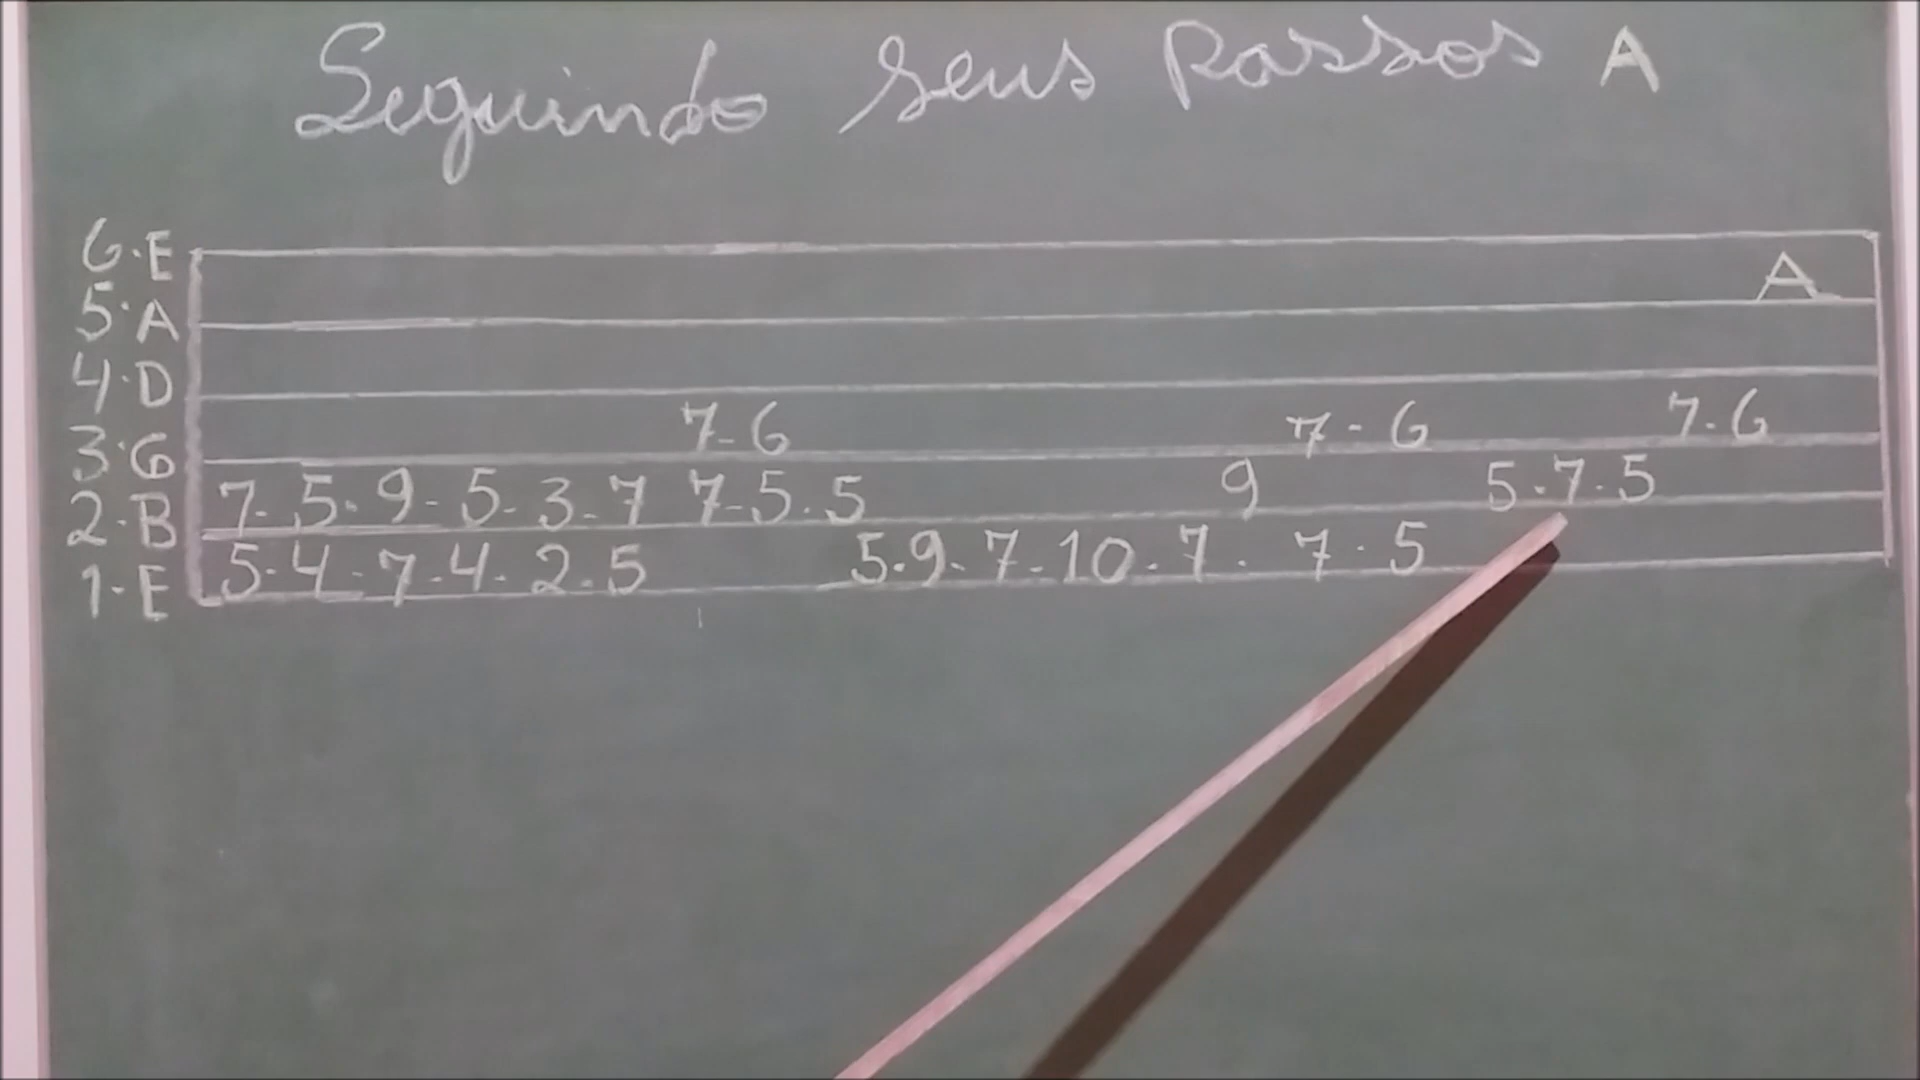 Seguindo seus Passos A
6.E
5.A A
4.D
3.G 7-6 7-6 7.6
2.B 7-5.9-5-3-7 7-5.5 9 5.7.5
1.E 5-4-7-4-2.5 5.9-7-10-7. 7.5